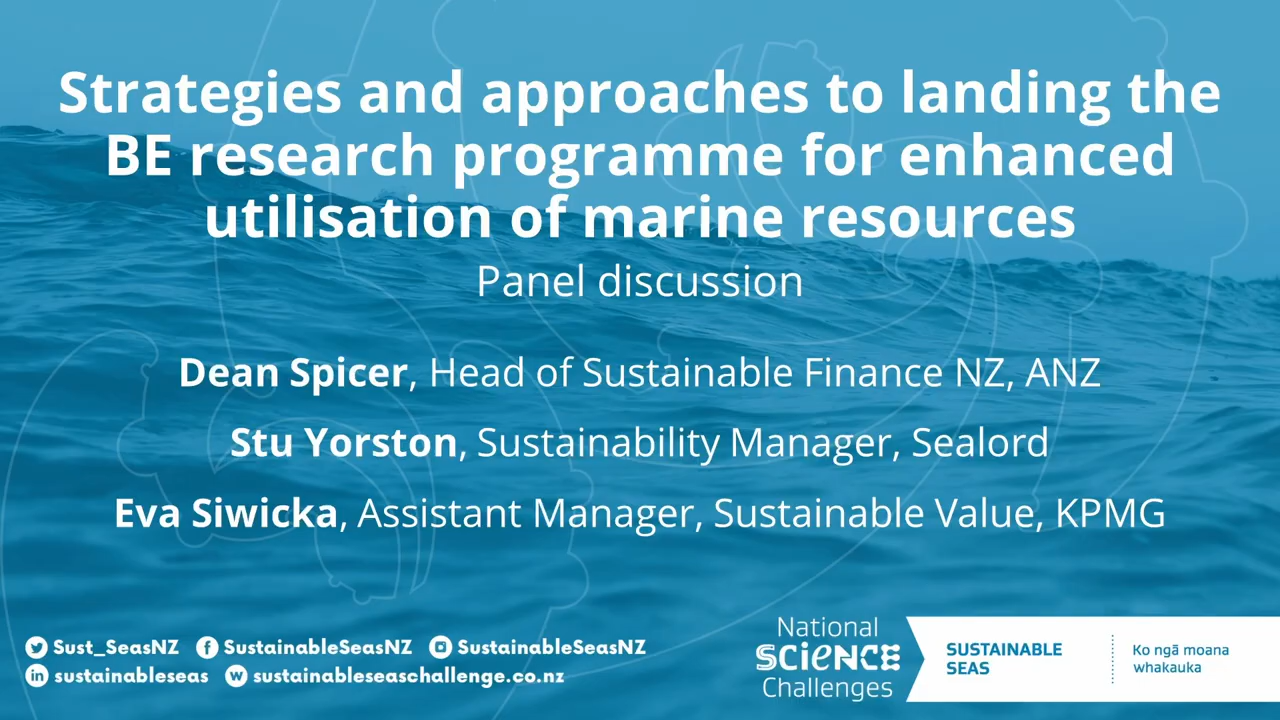 Strategies and approaches to landing the
BE research programme for enhanced
utilisation of marine resources
Panel discussion
Dean Spicer, Head of Sustainable Finance NZ, ANZ
Stu Yorston, Sustainability Manager, Sealord
Eva Siwicka, Assistant Manager, Sustainable Value, KPMG
Sust_SeasNZ SustainableSeasNZ SustainableSeasNZ
sustainableseas sustainableseaschallenge.co.nz
National
SCIENCE
Challenges
SUSTAINABLE
SEAS
Ko ngā moana
whakauka